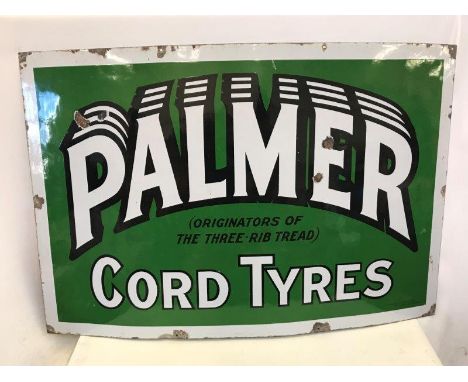 PALMER
(ORIGINATORS OF
THE THREE-RIB TREAD)
CORD TYRES